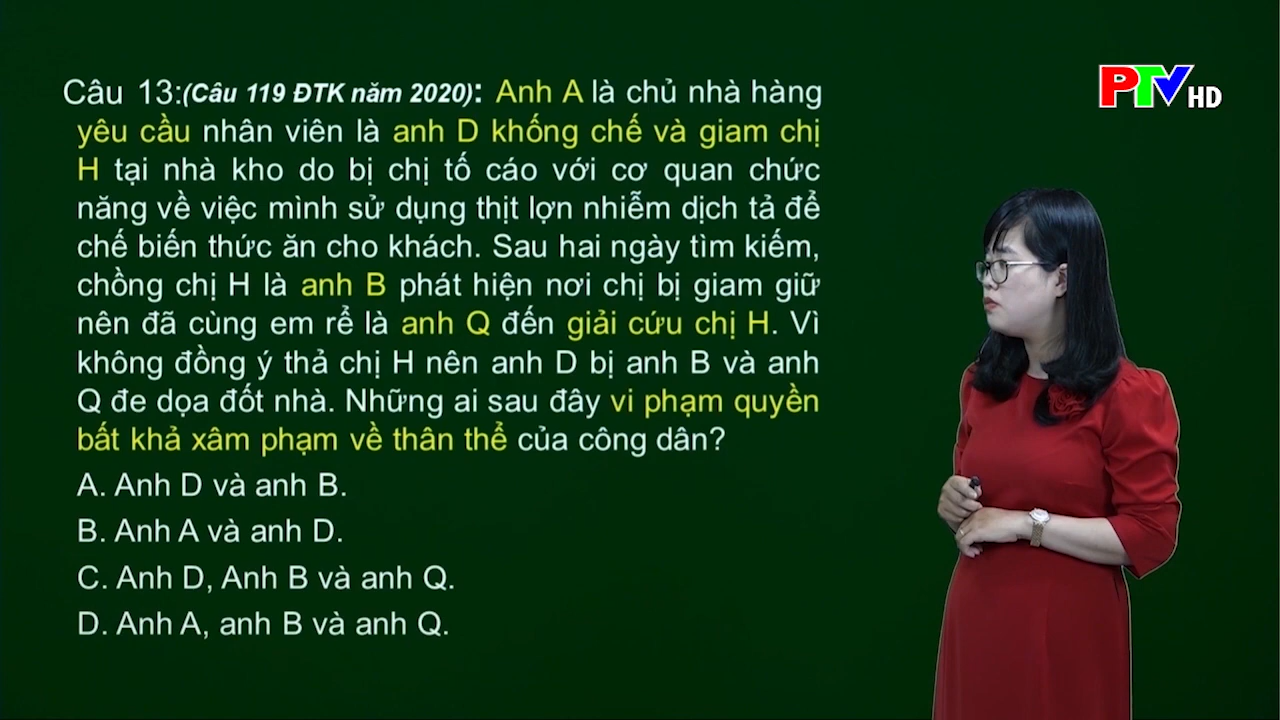 Câu 13:(Câu 119 ĐTK năm 2020): Anh A là chủ nhà hàng
yêu cầu nhân viên là anh D khống chế và giam chị
H tại nhà kho do bị chị tố cáo với cơ quan chức
năng về việc mình sử dụng thịt lợn nhiễm dịch tả để
chế biến thức ăn cho khách. Sau hai ngày tìm kiếm,
chồng chị H là anh B phát hiện nơi chị bị giam giữ
nên đã cùng em rể là anh Q đến giải cứu chị H. Vì
không đồng ý thả chị H nên anh D bị anh B và anh
Q đe dọa đốt nhà. Những ai sau đây vi phạm quyền
bất khả xâm phạm về thân thể của công dân?
A. Anh D và anh B.
B. Anh A và anh D.
C. Anh D, Anh B và anh Q.
D. Anh A, anh B và anh Q.
PTV HD